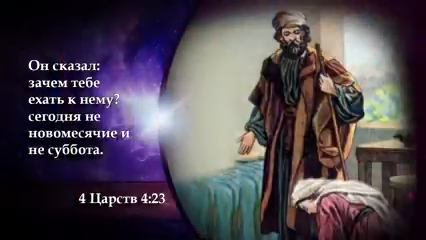 Он сказал:
зачем тебе
ехать к нему?
сегодня не
новомесячие и
не суббота.
4 Царств 4:23